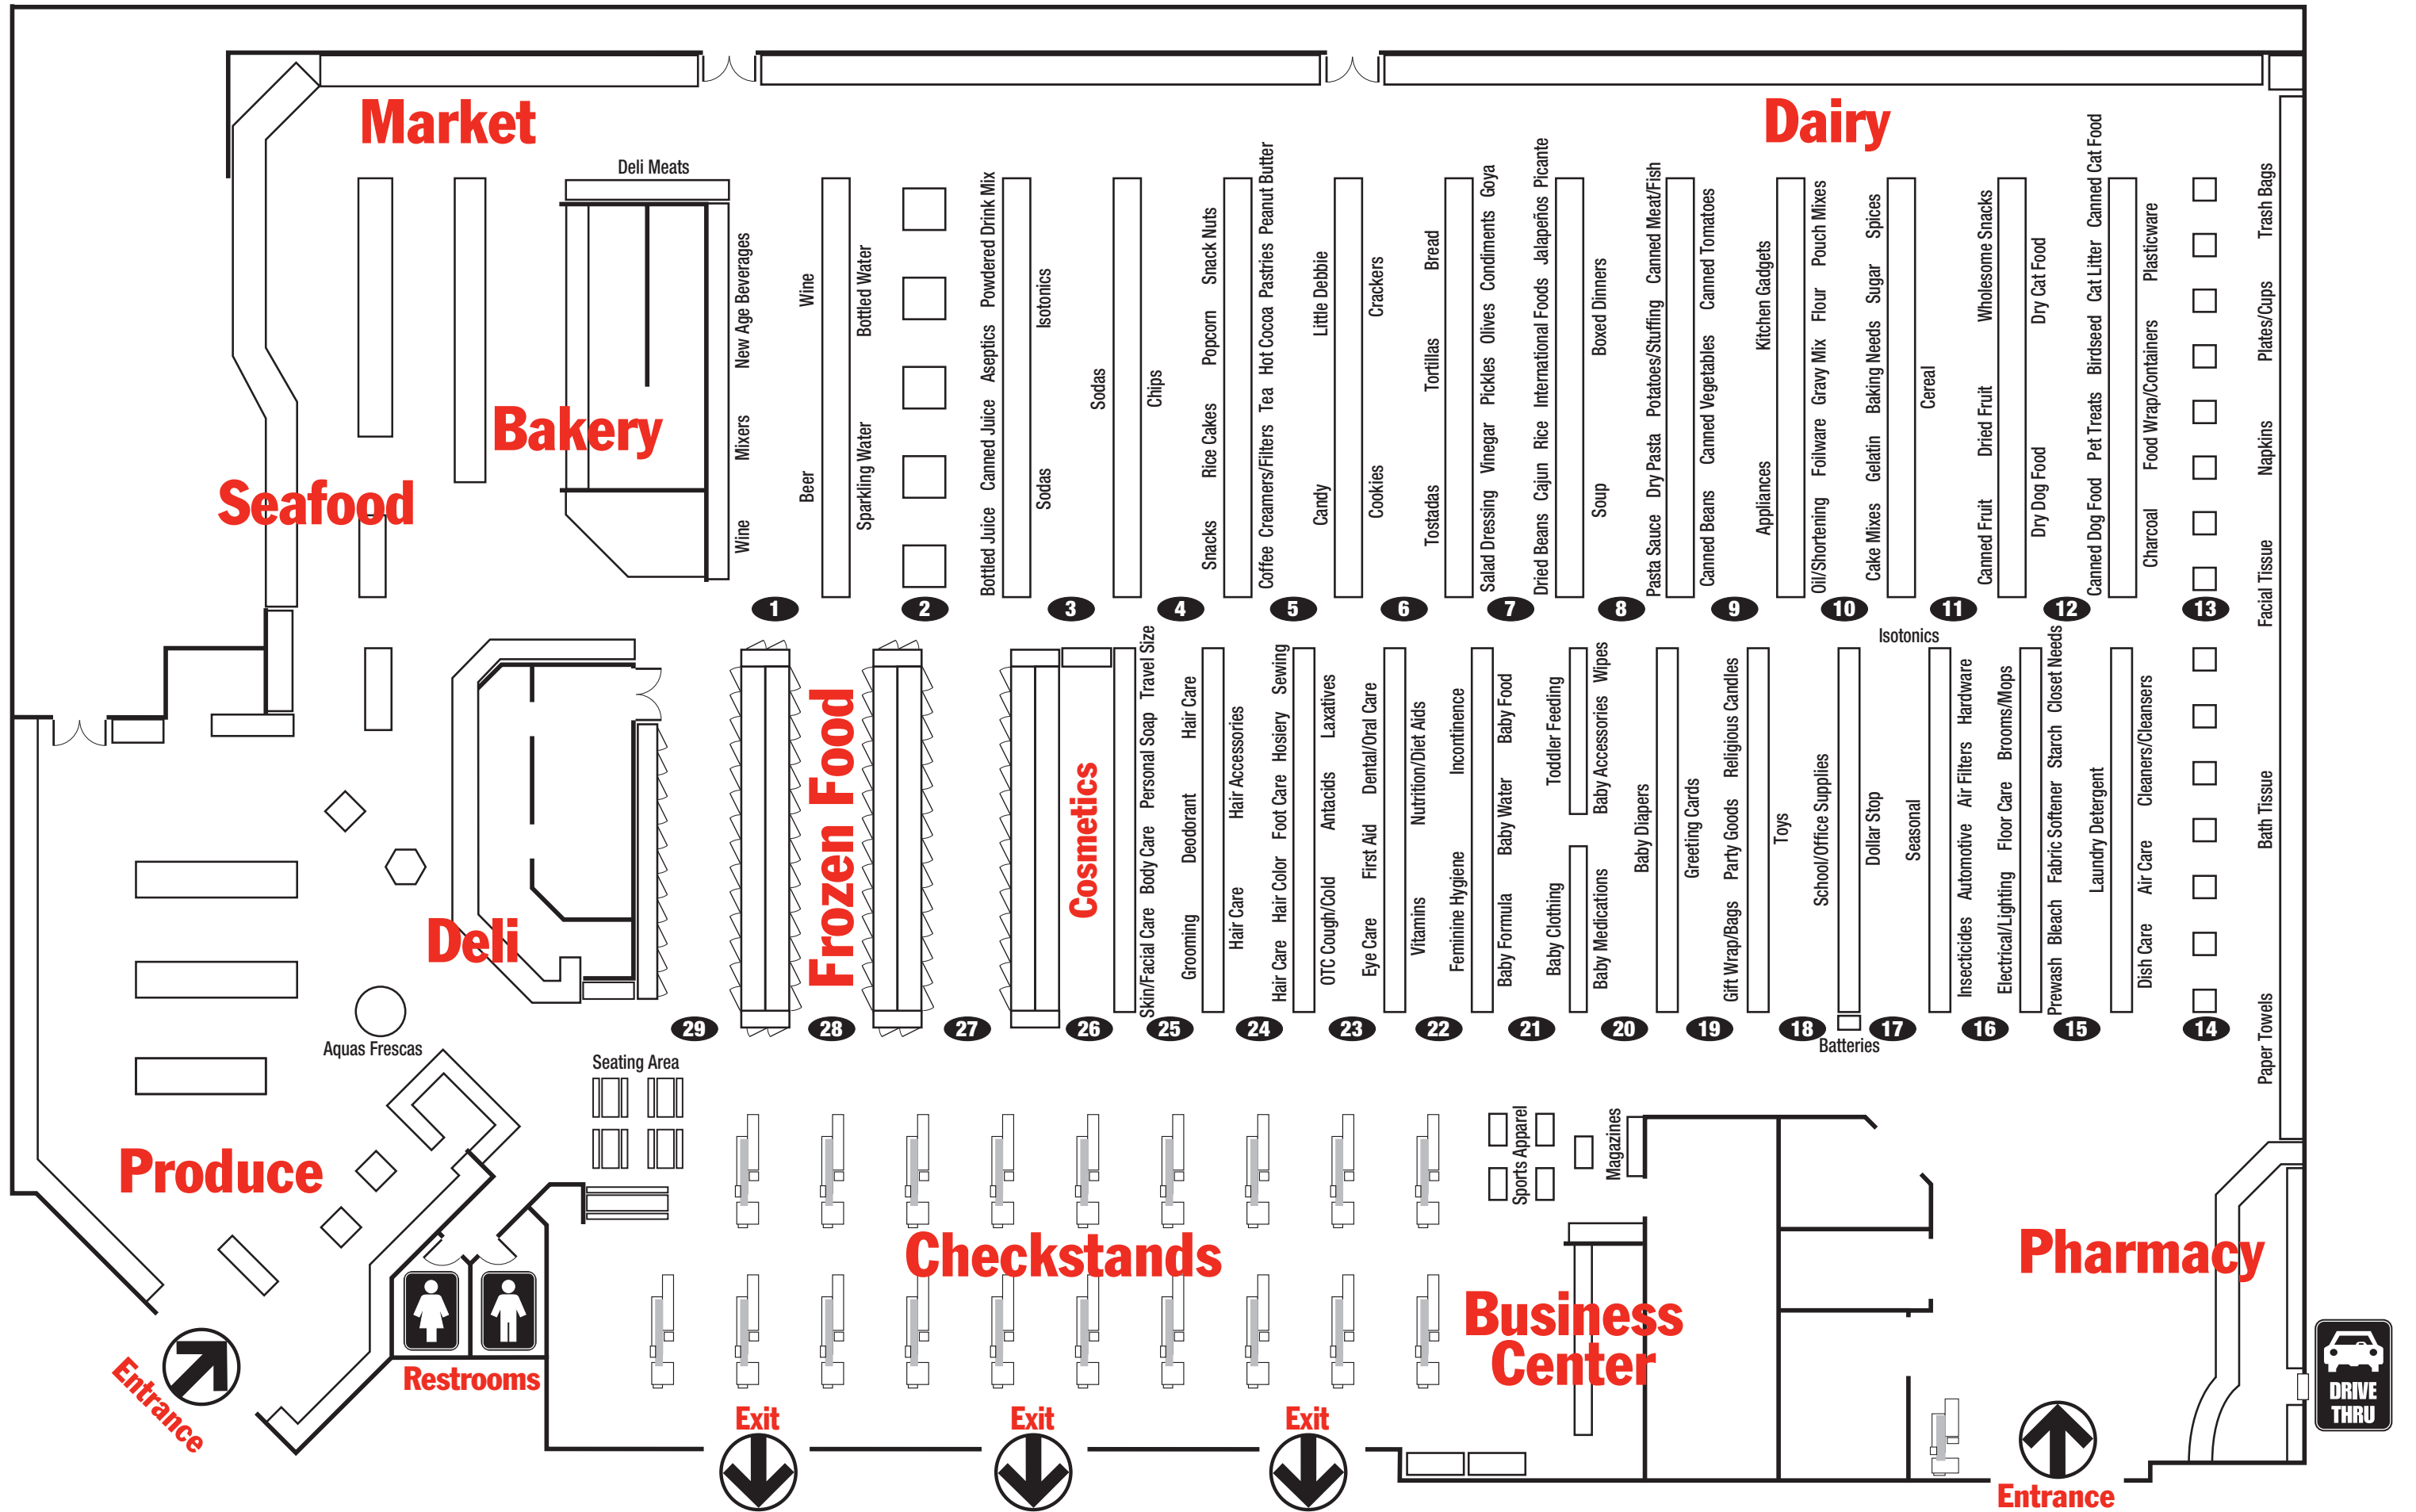 Market
Dairy
Deli Meats
Bakery
Seafood
New Age Beverages
Mixers
Wine
Wine
Beer
Bottled Water
Sparkling Water
Bottled Juice Canned Juice Aseptics Powdered Drink Mix
Isotonics
Sodas
Sodas
Chips
Snacks Rice Cakes Popcorn Snack Nuts
Coffee Creamers/Filters Tea Hot Cocoa Pastries Peanut Butter
Little Debbie
Candy
Crackers
Cookies
Bread
Tortillas
Tostadas
Salad Dressing Vinegar Pickles Olives Condiments Goya
Dried Beans Cajun Rice International Foods Jalapeños Picante
Boxed Dinners
Soup
Pasta Sauce Dry Pasta Potatoes/Stuffing Canned Meat/Fish
Canned Beans Canned Vegetables Canned Tomatoes
Kitchen Gadgets
Appliances
Oil/Shortening Foilware Gravy Mix Flour Pouch Mixes
Cake Mixes Gelatin Baking Needs Sugar Spices
Cereal
Canned Fruit Dried Fruit Wholesome Snacks
Dry Cat Food
Dry Dog Food
Canned Dog Food Pet Treats Birdseed Cat Litter Canned Cat Food
Charcoal Food Wrap/Containers Plasticware
Trash Bags
Plates/Cups
Napkins
Facial Tissue
Bath Tissue
Paper Towels
1
2
3
4
5
6
7
8
9
10
11
12
13
Isotonics
Frozen Food
Cosmetics
Skin/Facial Care Body Care Personal Soap Travel Size
Grooming Deodorant Hair Care
Hair Care Hair Accessories
Hair Care Hair Color Foot Care Hosiery Sewing
OTC Cough/Cold Antacids Laxatives
Eye Care First Aid Dental/Oral Care
Vitamins Nutrition/Diet Aids
Feminine Hygiene Incontinence
Baby Formula Baby Water Baby Food
Toddler Feeding
Baby Clothing
Baby Accessories Wipes
Baby Medications
Baby Diapers
Greeting Cards
Gift Wrap/Bags Party Goods Religious Candles
Toys
School/Office Supplies
Dollar Stop
Seasonal
Insecticides Automotive Air Filters Hardware
Electrical/Lighting Floor Care Brooms/Mops
Prewash Bleach Fabric Softener Starch Closet Needs
Laundry Detergent
Dish Care Air Care Cleaners/Cleansers
Deli
29
28
27
26
25
24
23
22
21
20
19
18
17
16
15
14
Batteries
Aquas Frescas
Seating Area
Produce
Sports Apparel
Magazines
Checkstands
Business
Center
Pharmacy
Restrooms
Entrance
Exit
Exit
Exit
Entrance
DRIVE
THRU